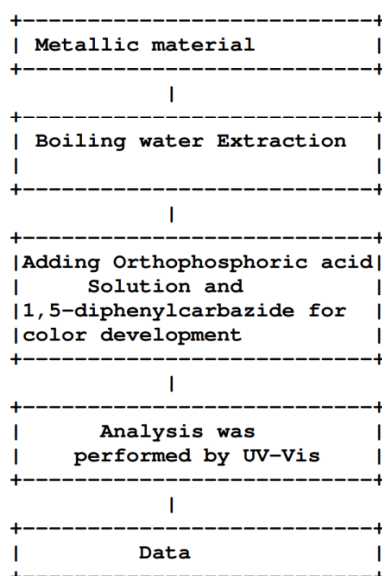 Metallic material
Boiling water Extraction
Adding Orthophosphoric acid
Solution and
1,5-diphenylcarbazide for
color development
Analysis was
performed by UV-Vis
Data